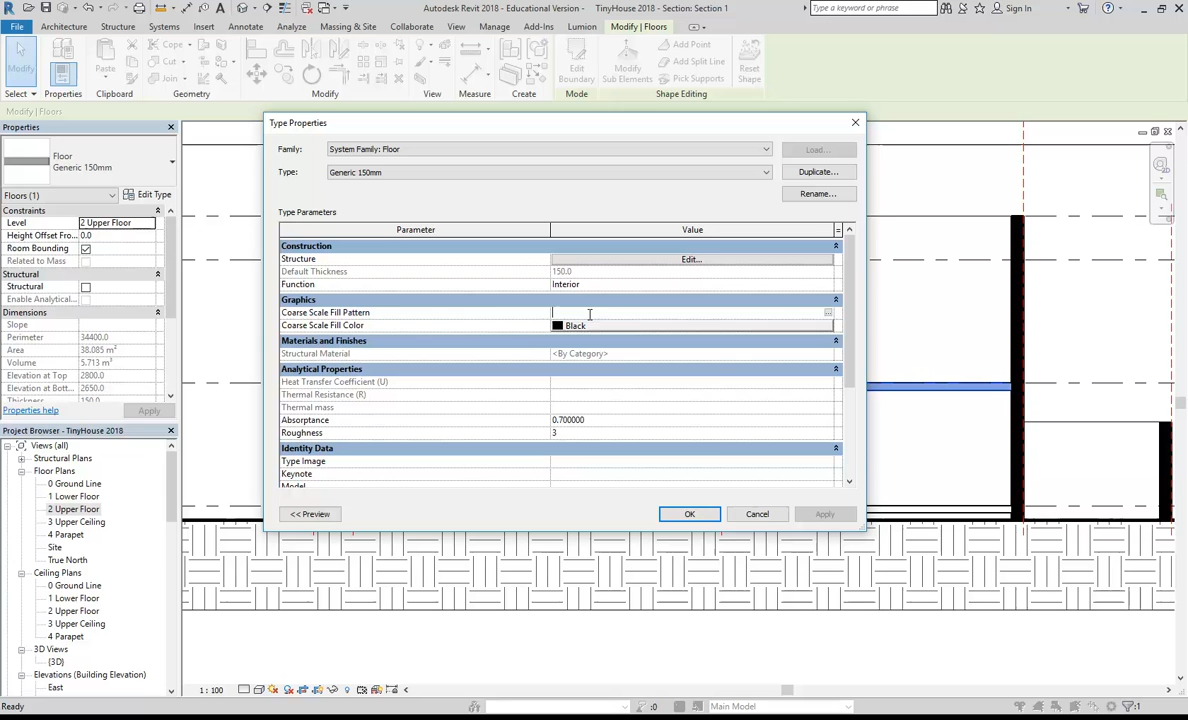 Autodesk Revit 2018 - Educational Version - TinyHouse 2018 - Section: Section 1
Type a keyword or phrase
Sign In
File
Architecture
Structure
Systems
Insert
Annotate
Analyze
Massing & Site
Collaborate
View
Manage
Add-Ins
Lumion
Modify | Floors
Modify
Paste
Cope
Cut
Join
Edit Boundary
Modify Sub Elements
Add Point
Add Split Line
Pick Supports
Reset Shape
Select
Properties
Clipboard
Geometry
Modify
View
Measure
Create
Mode
Shape Editing
Modify | Floors
Properties
Floor
Generic 150mm
Floors (1)
Edit Type
Constraints
Level 2 Upper Floor
Height Offset Fro... 0.0
Room Bounding
Related to Mass
Structural
Structural
Enable Analytical...
Dimensions
Slope
Perimeter 34400.0
Area 38.085 m²
Volume 5.713 m³
Elevation at Top 2800.0
Elevation at Bott... 2650.0
Thickness 150.0
Properties help
Apply
Project Browser - TinyHouse 2018
Views (all)
Structural Plans
Floor Plans
0 Ground Line
1 Lower Floor
2 Upper Floor
3 Upper Ceiling
4 Parapet
Site
True North
Ceiling Plans
0 Ground Line
1 Lower Floor
2 Upper Floor
3 Upper Ceiling
4 Parapet
3D Views
{3D}
Elevations (Building Elevation)
East
Type Properties
Family: System Family: Floor
Load...
Type: Generic 150mm
Duplicate...
Rename...
Type Parameters
Parameter Value =
Construction
Structure Edit...
Default Thickness 150.0
Function Interior
Graphics
Coarse Scale Fill Pattern
Coarse Scale Fill Color Black
Materials and Finishes
Structural Material <By Category>
Analytical Properties
Heat Transfer Coefficient (U)
Thermal Resistance (R)
Thermal mass
Absorptance 0.700000
Roughness 3
Identity Data
Type Image
Keynote
Model
<< Preview
OK
Cancel
Apply
1 : 100
Ready
:0
Main Model
:1